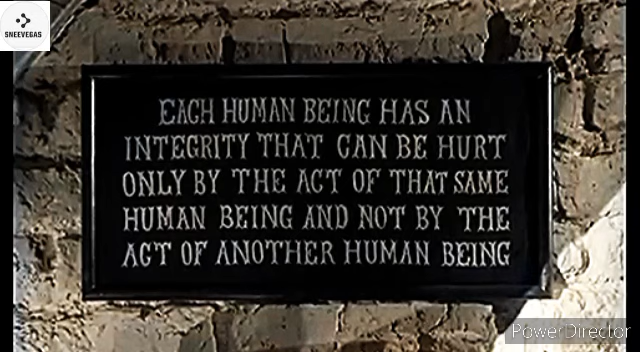 SNEEVEGAS
EACH HUMAN BEING HAS AN
INTEGRITY THAT CAN BE HURT
ONLY BY THE ACT OF THAT SAME
HUMAN BEING AND NOT BY THE
ACT OF ANOTHER HUMAN BEING
PowerDirector